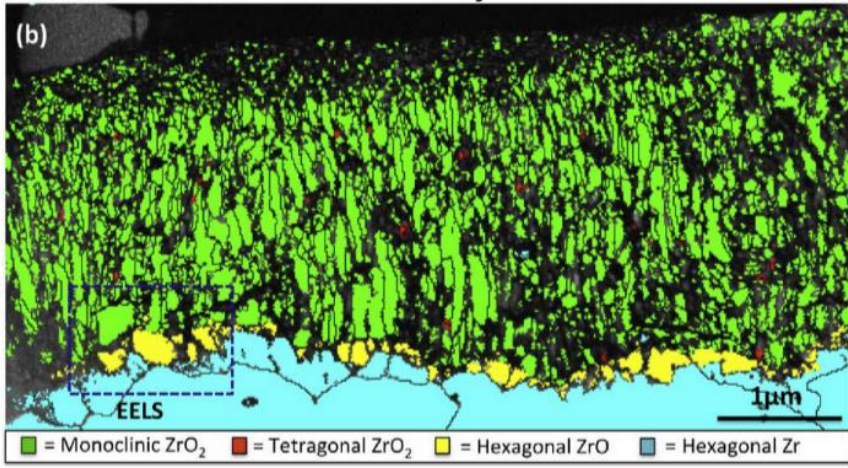 (b)
EELS
1μm
= Monoclinic ZrO₂ = Tetragonal ZrO₂ = Hexagonal ZrO = Hexagonal Zr